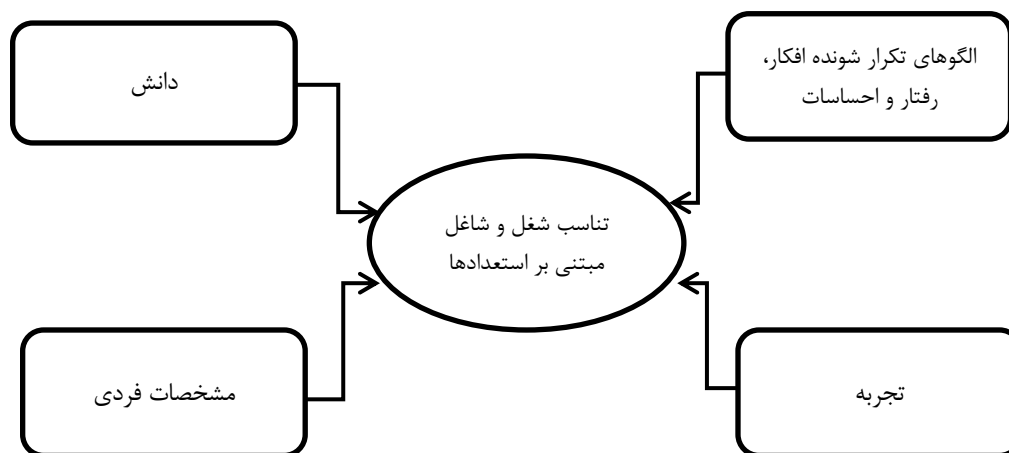 الگوهای تکرار شونده افکار،
رفتار و احساسات
دانش
تناسب شغل و شاغل
مبتنی بر استعدادها
تجربه
مشخصات فردی